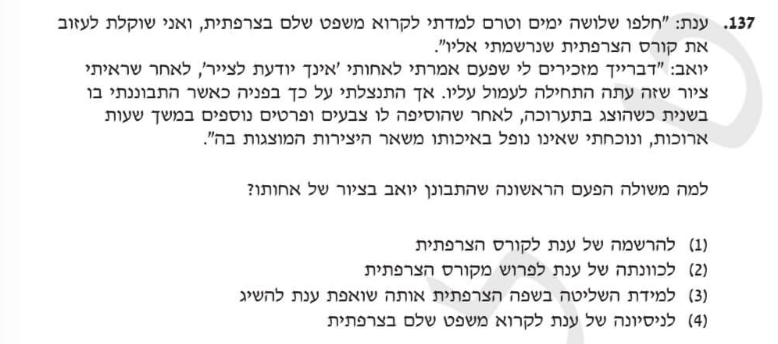 137. ענת: "חלפו שלושה ימים וטרם למדתי לקרוא משפט שלם בצרפתית, ואני שוקלת לעזוב
את קורס הצרפתית שנרשמתי אליו".
יואב: "דברייך מזכירים לי שפעם אמרתי לאחותי 'אינך יודעת לצייר', לאחר שראיתי
ציור שזה עתה התחילה לעמול עליו. אך התנצלתי על כך בפניה כאשר התבוננתי בו
בשנית כשהוצג בתערוכה, לאחר שהוסיפה לו צבעים ופרטים נוספים במשך שעות
ארוכות, ונוכחתי שאינו נופל באיכותו משאר היצירות המוצגות בה".
למה משולה הפעם הראשונה שהתבונן יואב בציור של אחותו?
(1) להרשמה של ענת לקורס הצרפתית
(2) לכוונתה של ענת לפרוש מקורס הצרפתית
(3) למידת השליטה בשפה הצרפתית אותה שואפת ענת להשיג
(4) לניסיונה של ענת לקרוא משפט שלם בצרפתית